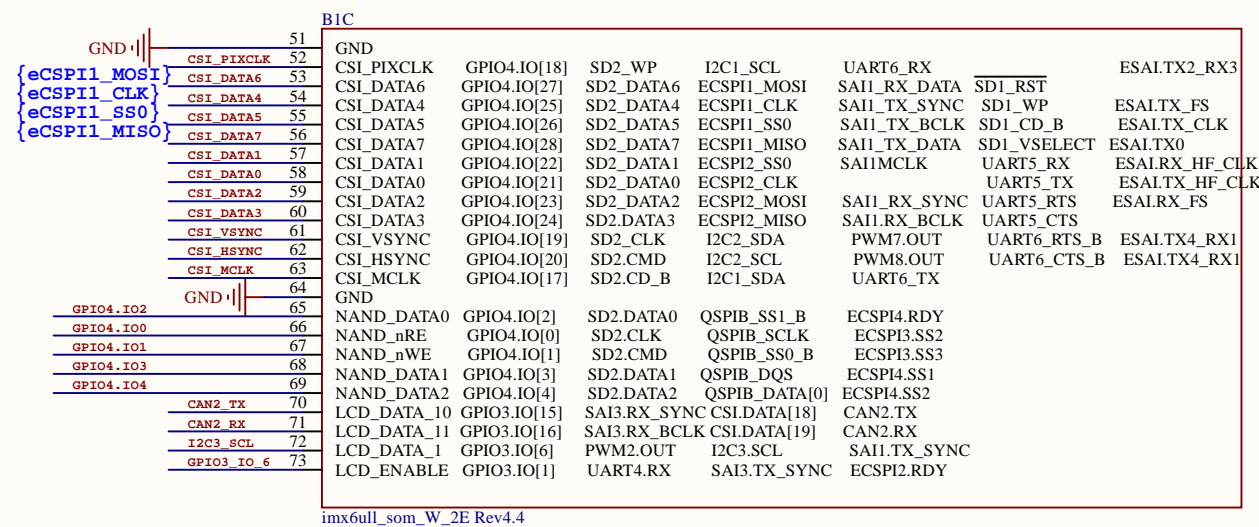 B1C
GND 51 GND
CSI_PIXCLK 52 CSI_PIXCLK GPIO4.IO[18] SD2_WP I2C1_SCL UART6_RX ESAI.TX2_RX3
{eCSPI1_MOSI} CSI_DATA6 53 CSI_DATA6 GPIO4.IO[27] SD2_DATA6 ECSPI1_MOSI SAI1_RX_DATA SD1_RST
{eCSPI1_CLK} CSI_DATA4 54 CSI_DATA4 GPIO4.IO[25] SD2_DATA4 ECSPI1_CLK SAI1_TX_SYNC SD1_WP ESAI.TX_FS
{eCSPI1_SS0} CSI_DATA5 55 CSI_DATA5 GPIO4.IO[26] SD2_DATA5 ECSPI1_SS0 SAI1_TX_BCLK SD1_CD_B ESAI.TX_CLK
{eCSPI1_MISO} CSI_DATA7 56 CSI_DATA7 GPIO4.IO[28] SD2_DATA7 ECSPI1_MISO SAI1_TX_DATA SD1_VSELECT ESAI.TX0
CSI_DATA1 57 CSI_DATA1 GPIO4.IO[22] SD2_DATA1 ECSPI2_SS0 SAI1MCLK UART5_RX ESAI.RX_HF_CLK
CSI_DATA0 58 CSI_DATA0 GPIO4.IO[21] SD2_DATA0 ECSPI2_CLK UART5_TX ESAI.TX_HF_CLK
CSI_DATA2 59 CSI_DATA2 GPIO4.IO[23] SD2_DATA2 ECSPI2_MOSI SAI1_RX_SYNC UART5_RTS ESAI.RX_FS
CSI_DATA3 60 CSI_DATA3 GPIO4.IO[24] SD2.DATA3 ECSPI2_MISO SAI1.RX_BCLK UART5_CTS
CSI_VSYNC 61 CSI_VSYNC GPIO4.IO[19] SD2_CLK I2C2_SDA PWM7.OUT UART6_RTS_B ESAI.TX4_RX1
CSI_HSYNC 62 CSI_HSYNC GPIO4.IO[20] SD2.CMD I2C2_SCL PWM8.OUT UART6_CTS_B ESAI.TX4_RX1
CSI_MCLK 63 CSI_MCLK GPIO4.IO[17] SD2.CD_B I2C1_SDA UART6_TX
GND 64 GND
GPIO4.IO2 65 NAND_DATA0 GPIO4.IO[2] SD2.DATA0 QSPIB_SS1_B ECSPI4.RDY
GPIO4.IO0 66 NAND_nRE GPIO4.IO[0] SD2.CLK QSPIB_SCLK ECSPI3.SS2
GPIO4.IO1 67 NAND_nWE GPIO4.IO[1] SD2.CMD QSPIB_SS0_B ECSPI3.SS3
GPIO4.IO3 68 NAND_DATA1 GPIO4.IO[3] SD2.DATA1 QSPIB_DQS ECSPI4.SS1
GPIO4.IO4 69 NAND_DATA2 GPIO4.IO[4] SD2.DATA2 QSPIB_DATA[0] ECSPI4.SS2
CAN2_TX 70 LCD_DATA_10 GPIO3.IO[15] SAI3.RX_SYNC CSI.DATA[18] CAN2.TX
CAN2_RX 71 LCD_DATA_11 GPIO3.IO[16] SAI3.RX_BCLK CSI.DATA[19] CAN2.RX
I2C3_SCL 72 LCD_DATA_1 GPIO3.IO[6] PWM2.OUT I2C3.SCL SAI1.TX_SYNC
GPIO3_IO_6 73 LCD_ENABLE GPIO3.IO[1] UART4.RX SAI3.TX_SYNC ECSPI2.RDY
imx6ull_som_W_2E Rev4.4